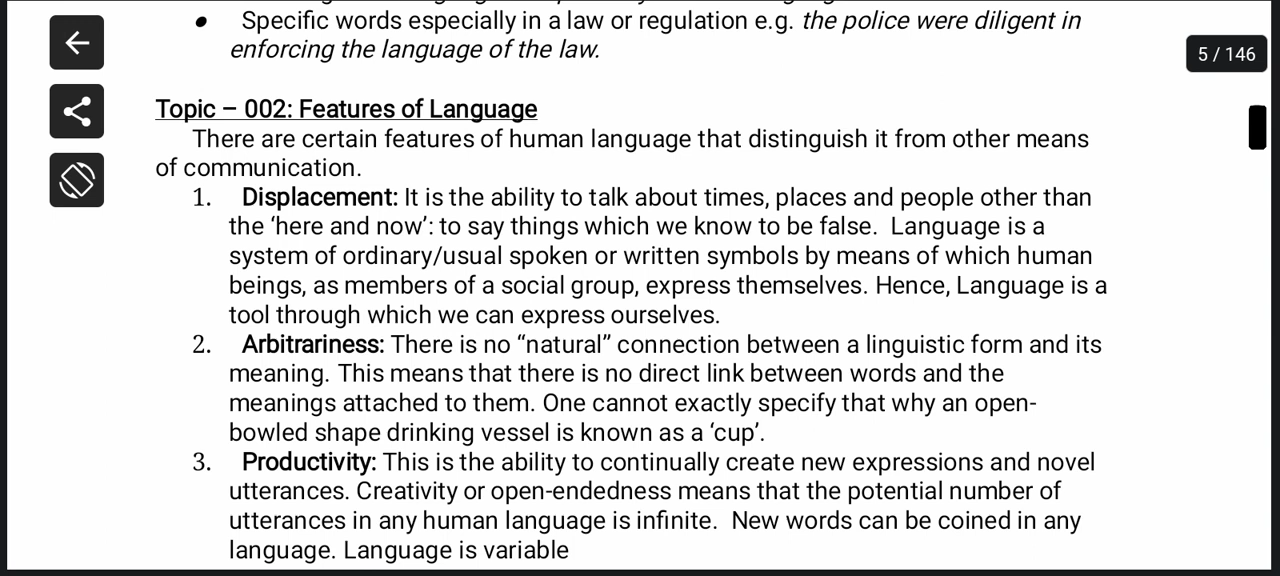 • Specific words especially in a law or regulation e.g. the police were diligent in
enforcing the language of the law.
5 / 146
Topic – 002: Features of Language
There are certain features of human language that distinguish it from other means
of communication.
1. Displacement: It is the ability to talk about times, places and people other than
the ‘here and now’: to say things which we know to be false. Language is a
system of ordinary/usual spoken or written symbols by means of which human
beings, as members of a social group, express themselves. Hence, Language is a
tool through which we can express ourselves.
2. Arbitrariness: There is no “natural” connection between a linguistic form and its
meaning. This means that there is no direct link between words and the
meanings attached to them. One cannot exactly specify that why an open-
bowled shape drinking vessel is known as a ‘cup’.
3. Productivity: This is the ability to continually create new expressions and novel
utterances. Creativity or open-endedness means that the potential number of
utterances in any human language is infinite. New words can be coined in any
language. Language is variable